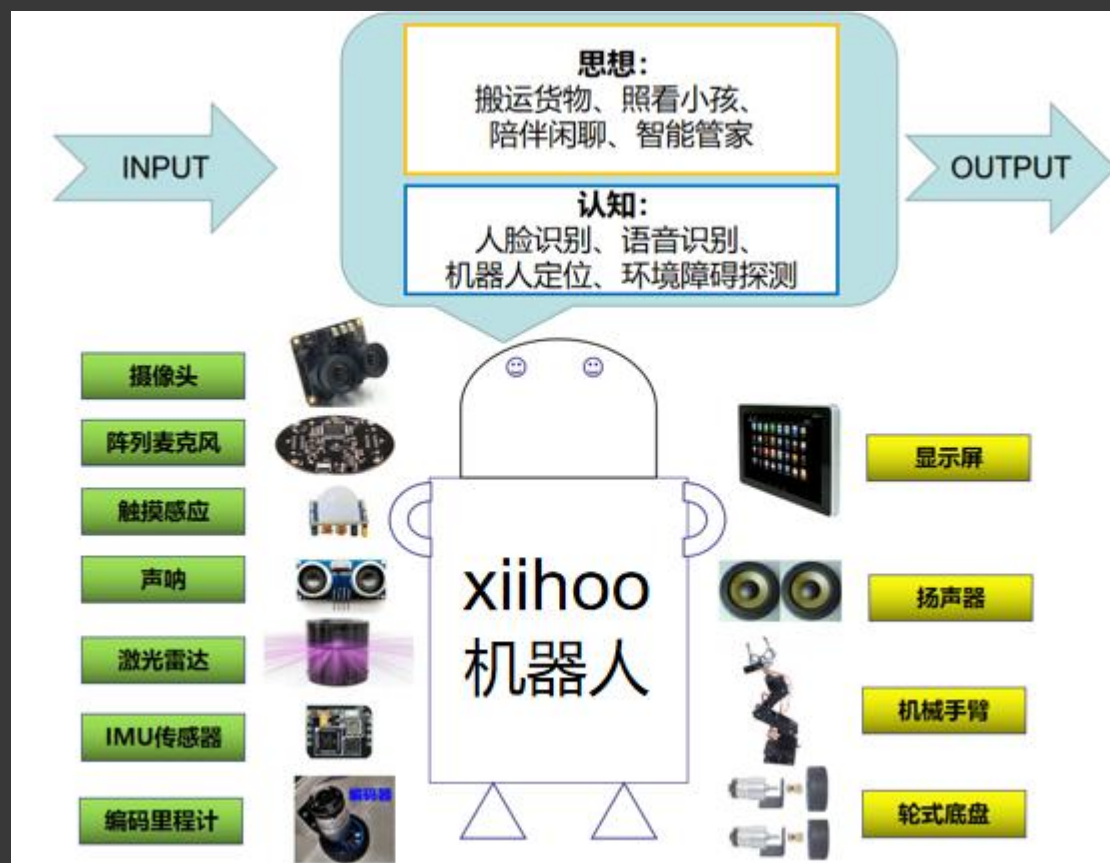 思想：
搬运货物、照看小孩、
陪伴闲聊、智能管家
INPUT
OUTPUT
认知：
人脸识别、语音识别、
机器人定位、环境障碍探测
摄像头
阵列麦克风
触摸感应
声呐
激光雷达
IMU传感器
编码里程计
编码器
xiihoo
机器人
显示屏
扬声器
机械手臂
轮式底盘